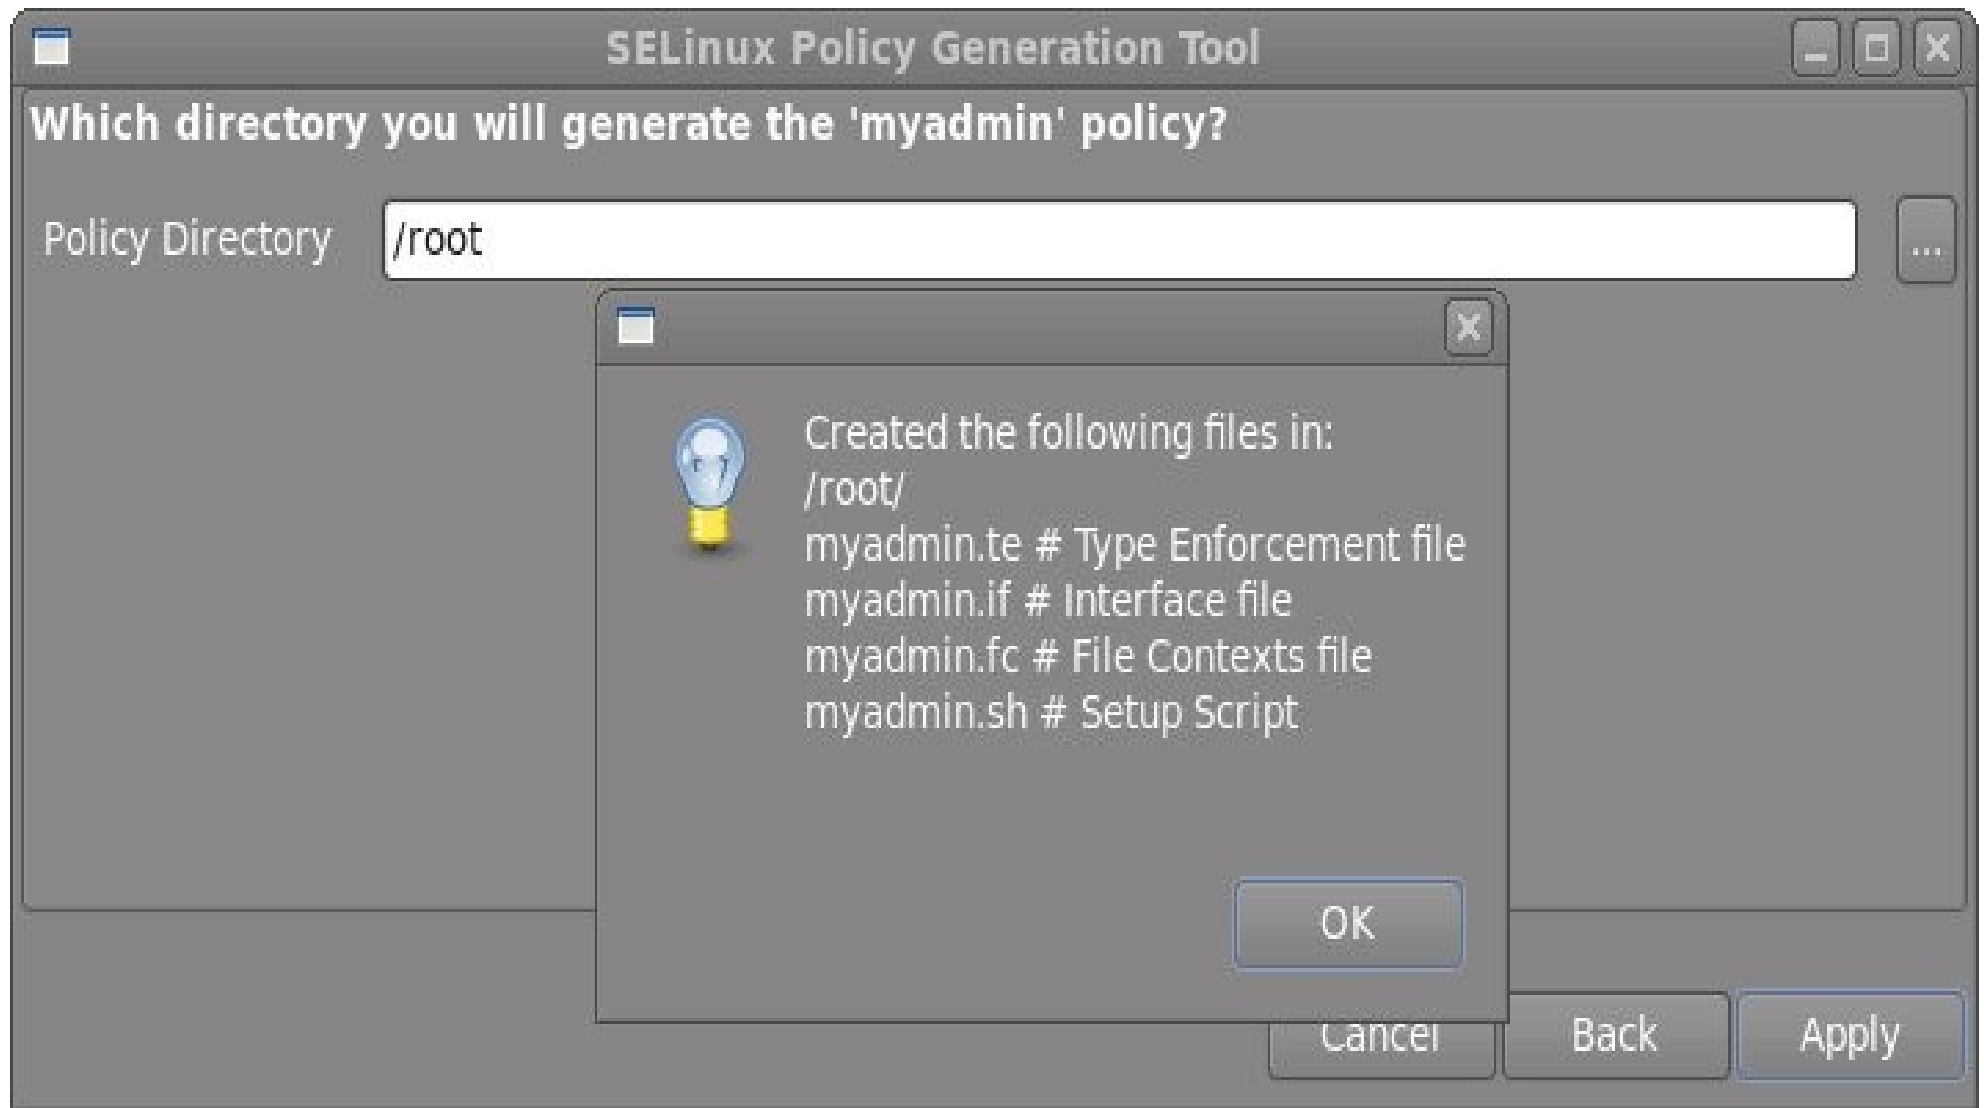 SELinux Policy Generation Tool
Which directory you will generate the 'myadmin' policy?
Policy Directory
/root
...
Created the following files in:
/root/
myadmin.te # Type Enforcement file
myadmin.if # Interface file
myadmin.fc # File Contexts file
myadmin.sh # Setup Script
OK
Cancel
Back
Apply